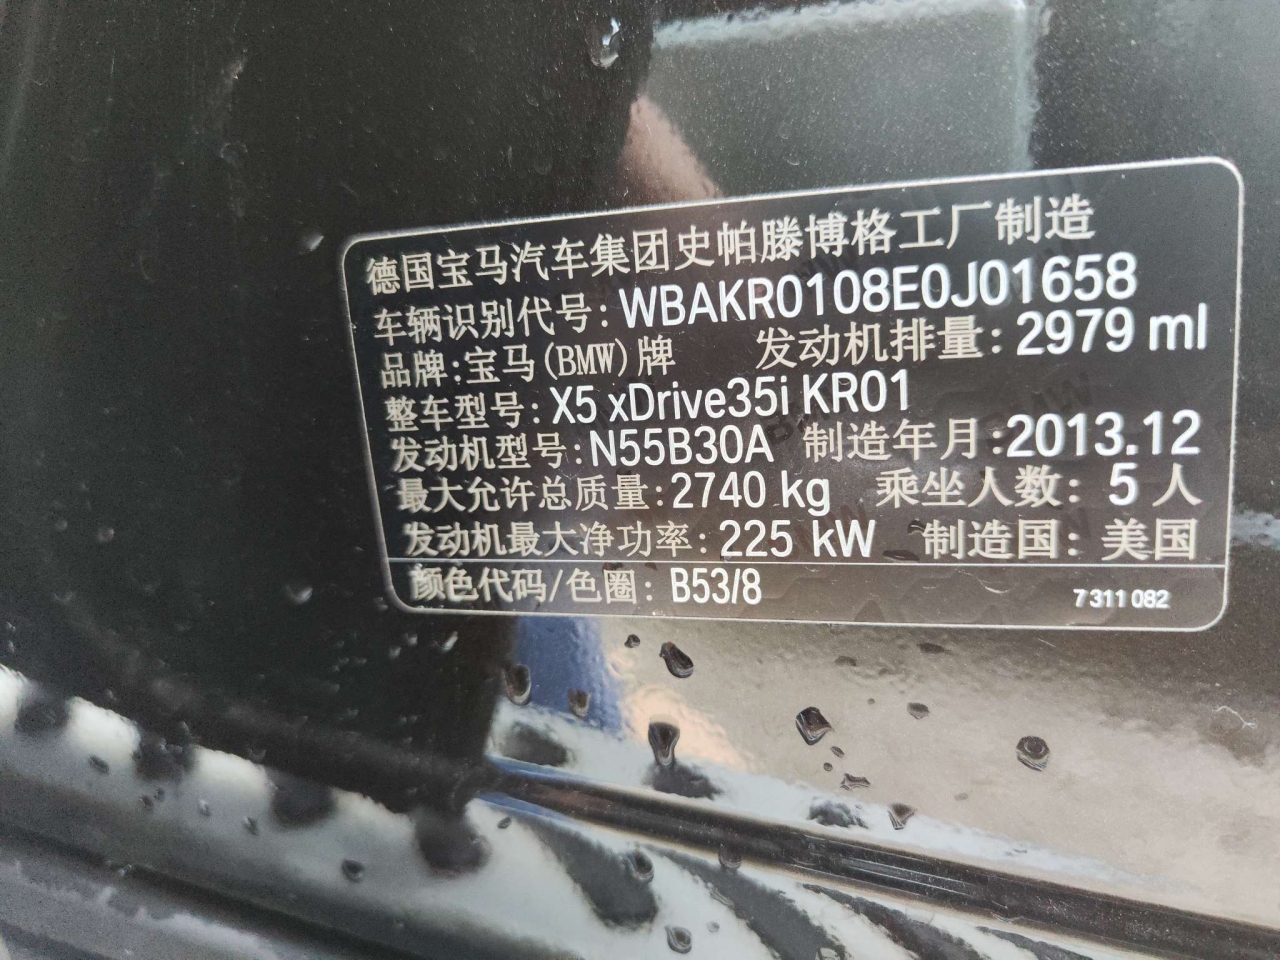 德国宝马汽车集团史帕滕博格工厂制造
车辆识别代号: WBAKR0108E0J01658
品牌:宝马(BMW)牌 发动机排量: 2979 ml
整车型号: X5 xDrive35i KR01
发动机型号: N55B30A 制造年月:2013.12
最大允许总质量:2740 kg 乘坐人数: 5 人
发动机最大净功率: 225 kW 制造国: 美国
颜色代码/色圈: B53/8 7 311 082